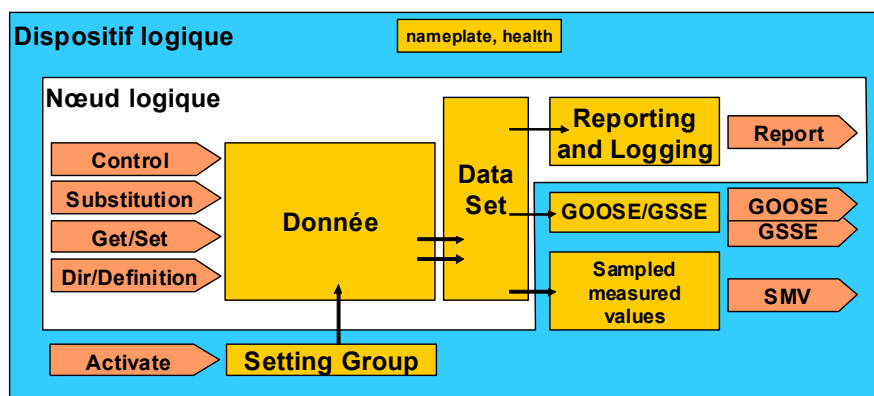 Dispositif logique
nameplate, health
Nœud logique
Control
Substitution
Get/Set
Dir/Definition
Donnée
Data
Set
Reporting
and Logging
Report
GOOSE/GSSE
GOOSE
GSSE
Sampled
measured
values
SMV
Activate
Setting Group